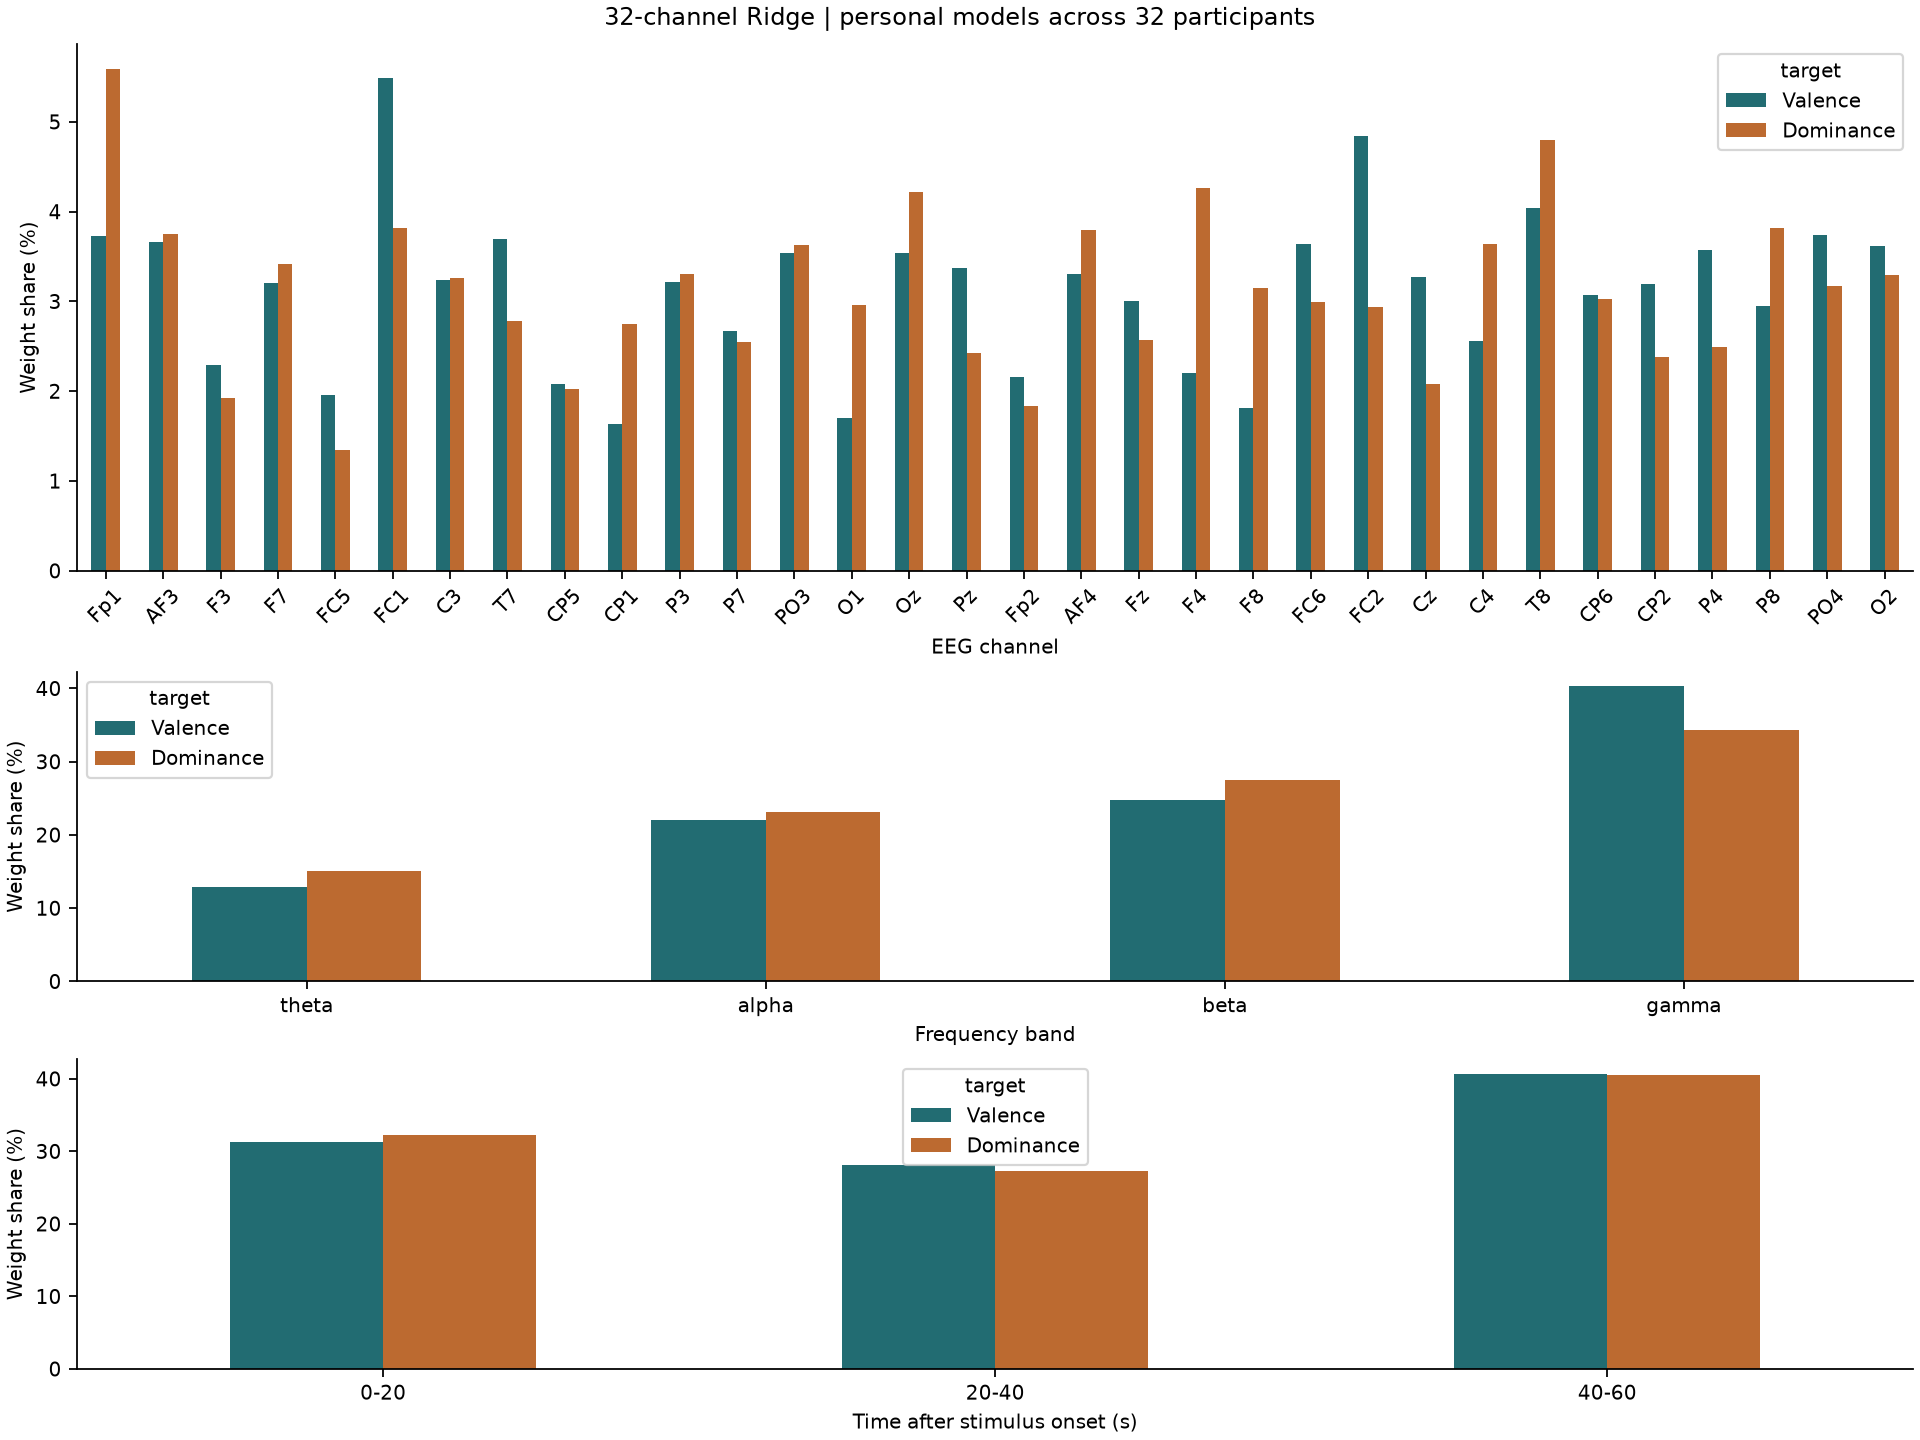 32-channel Ridge | personal models across 32 participants
target
Valence
Dominance
Weight share (%)
5
4
3
2
1
0
Fp1 AF3 F3 F7 FC5 FC1 C3 T7 CP5 CP1 P3 P7 PO3 O1 Oz Pz Fp2 AF4 Fz F4 F8 FC6 FC2 Cz C4 T8 CP6 CP2 P4 P8 PO4 O2
EEG channel
target
Valence
Dominance
Weight share (%)
40
30
20
10
0
theta alpha beta gamma
Frequency band
target
Valence
Dominance
Weight share (%)
40
30
20
10
0
0-20 20-40 40-60
Time after stimulus onset (s)